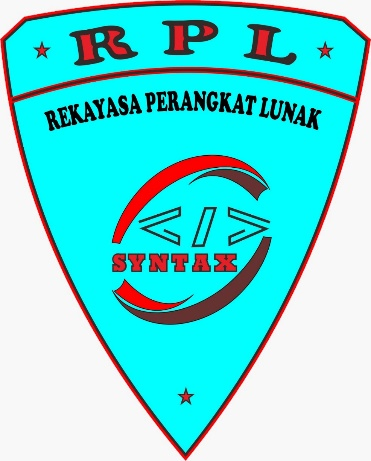 RPL
REKAYASA PERANGKAT LUNAK
</>
SYNTAX